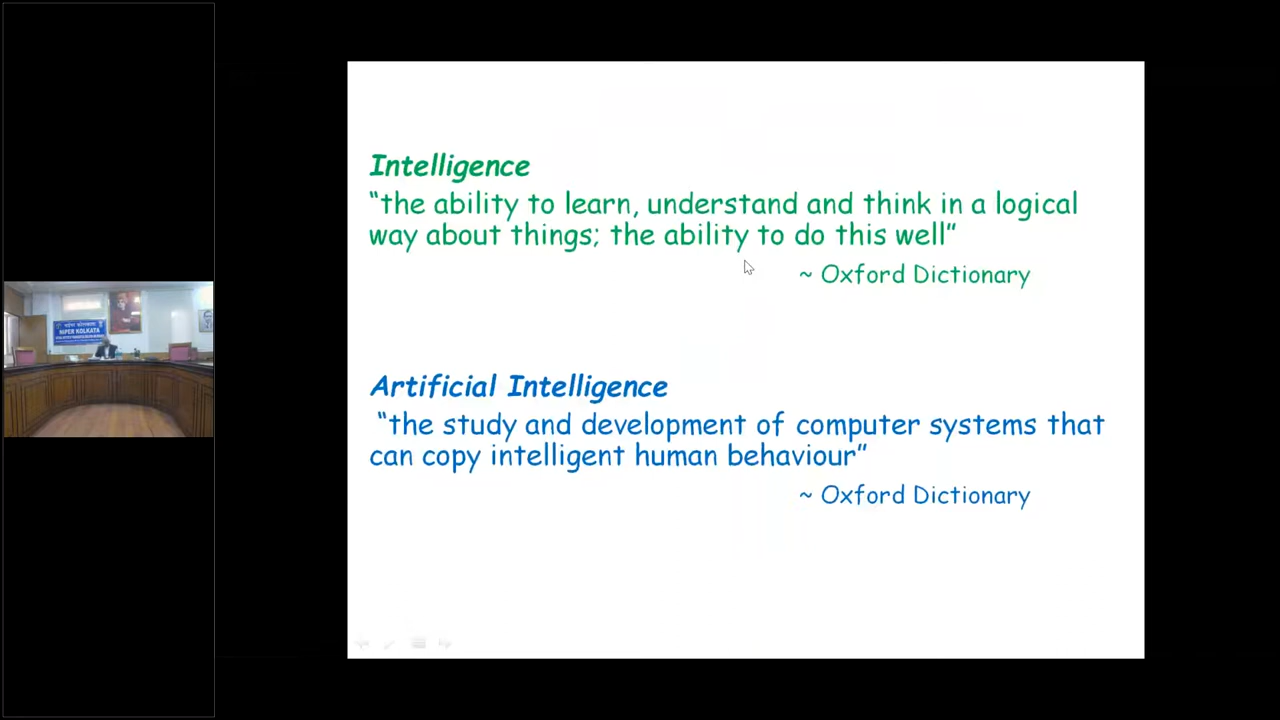 Intelligence
“the ability to learn, understand and think in a logical
way about things; the ability to do this well”
~ Oxford Dictionary
Artificial Intelligence
“the study and development of computer systems that
can copy intelligent human behaviour”
~ Oxford Dictionary
NIPER KOLKATA